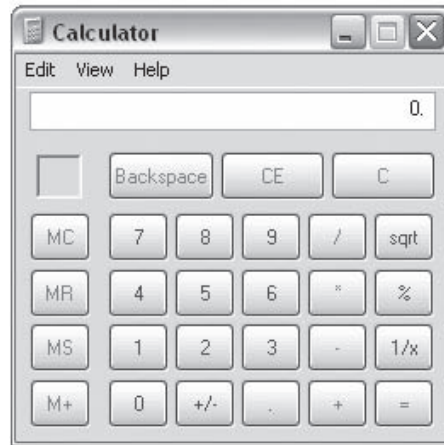 Calculator
Edit View Help
0.
Backspace CE C
MC 7 8 9 / sqrt
MR 4 5 6 * %
MS 1 2 3 - 1/x
M+ 0 +/- . + =